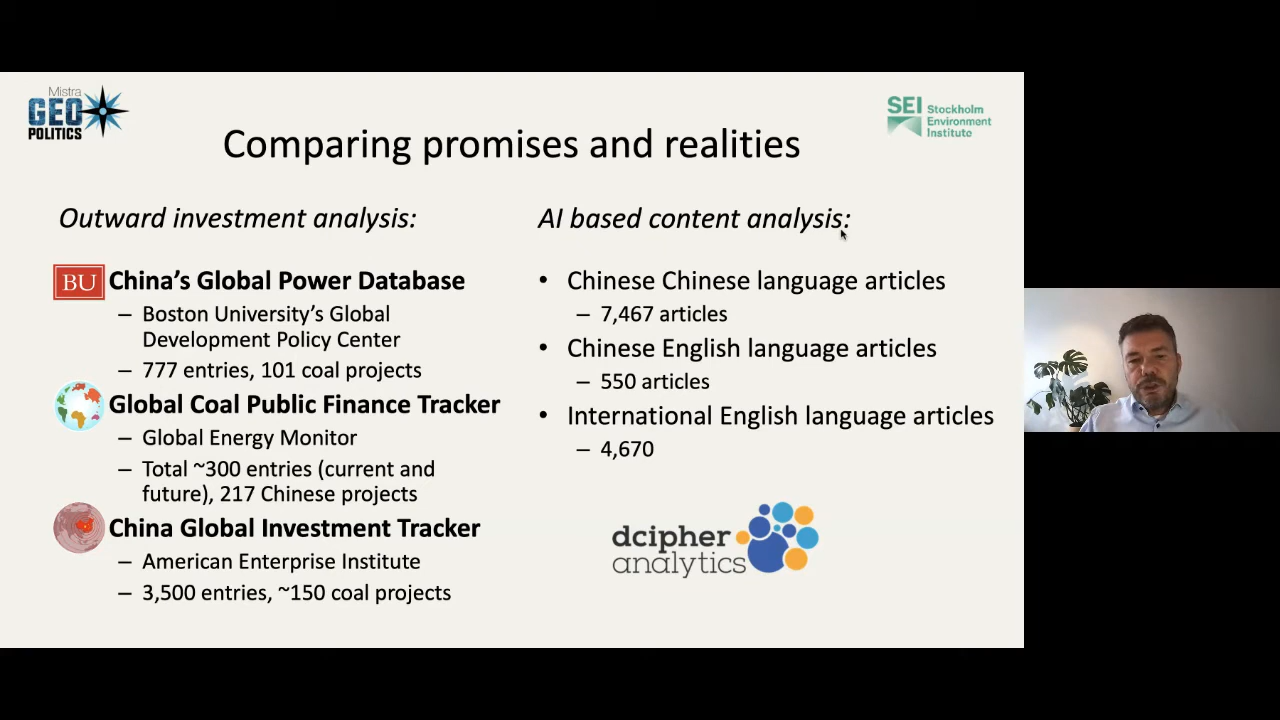 Mistra
GEO
POLITICS
SEI Stockholm
Environment
Institute
Comparing promises and realities
Outward investment analysis:
BU China's Global Power Database
– Boston University's Global
Development Policy Center
– 777 entries, 101 coal projects
Global Coal Public Finance Tracker
– Global Energy Monitor
– Total ~300 entries (current and
future), 217 Chinese projects
China Global Investment Tracker
– American Enterprise Institute
– 3,500 entries, ~150 coal projects
AI based content analysis:
• Chinese Chinese language articles
– 7,467 articles
• Chinese English language articles
– 550 articles
• International English language articles
– 4,670
dcipher
analytics